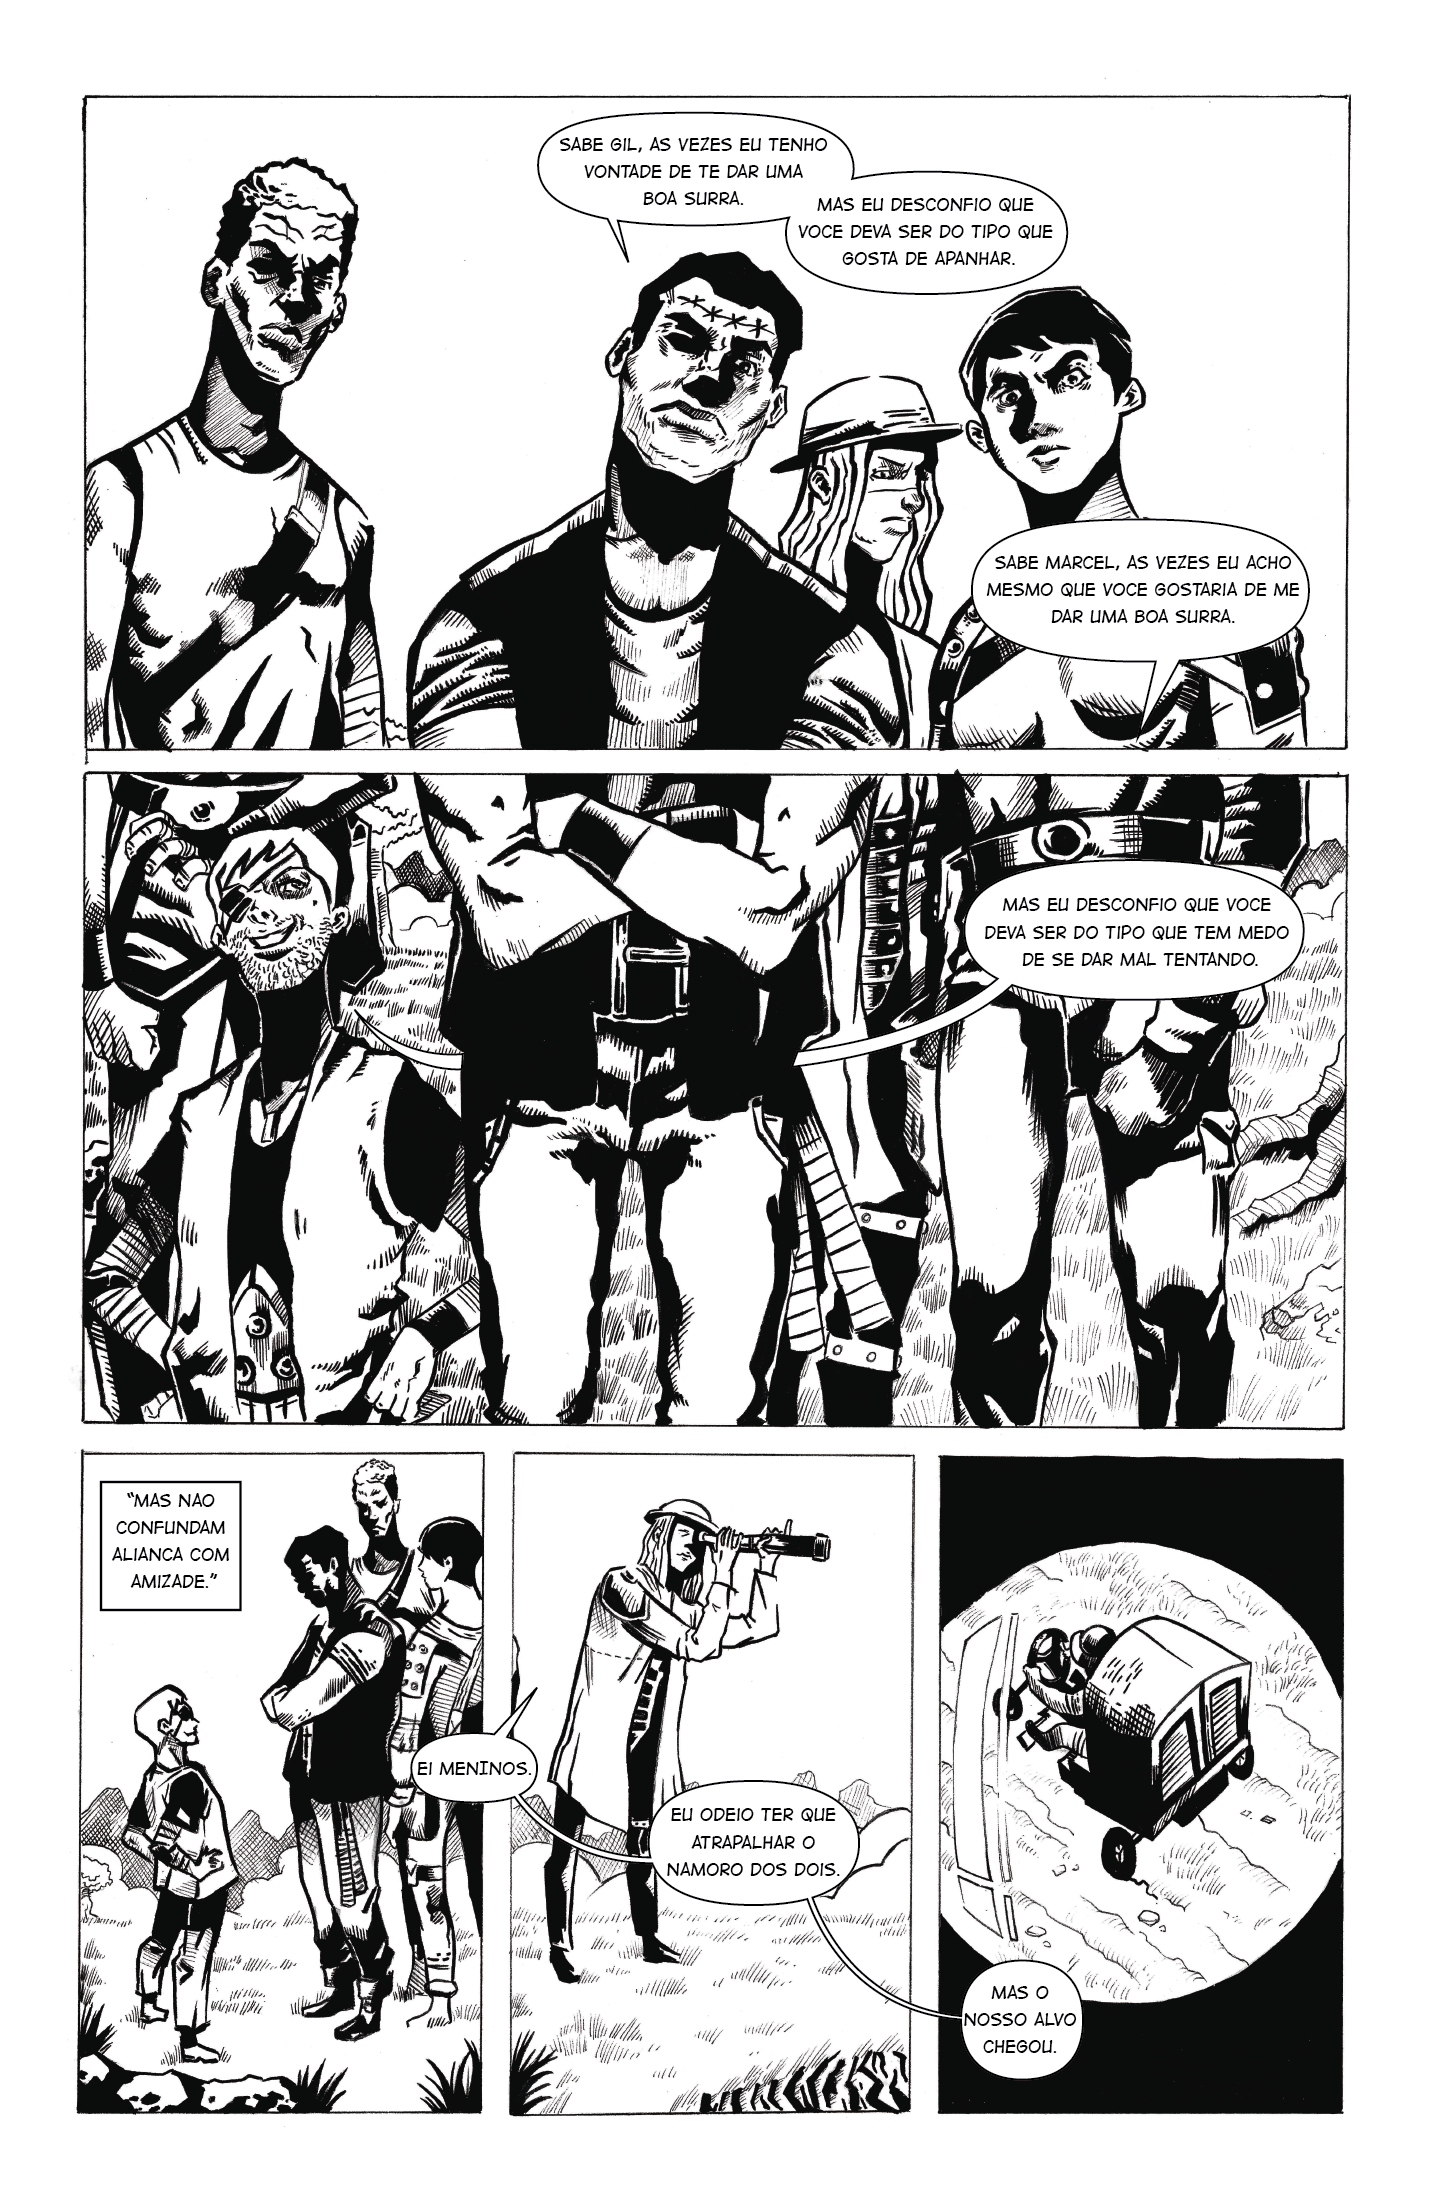 SABE GIL, AS VEZES EU TENHO
VONTADE DE TE DAR UMA
BOA SURRA.
MAS EU DESCONFIO QUE
VOCE DEVA SER DO TIPO QUE
GOSTA DE APANHAR.
SABE MARCEL, AS VEZES EU ACHO
MESMO QUE VOCE GOSTARIA DE ME
DAR UMA BOA SURRA.
MAS EU DESCONFIO QUE VOCE
DEVA SER DO TIPO QUE TEM MEDO
DE SE DAR MAL TENTANDO.
"MAS NAO
CONFUNDAM
ALIANCA COM
AMIZADE."
EI MENINOS.
EU ODEIO TER QUE
ATRAPALHAR O
NAMORO DOS DOIS.
MAS O
NOSSO ALVO
CHEGOU.